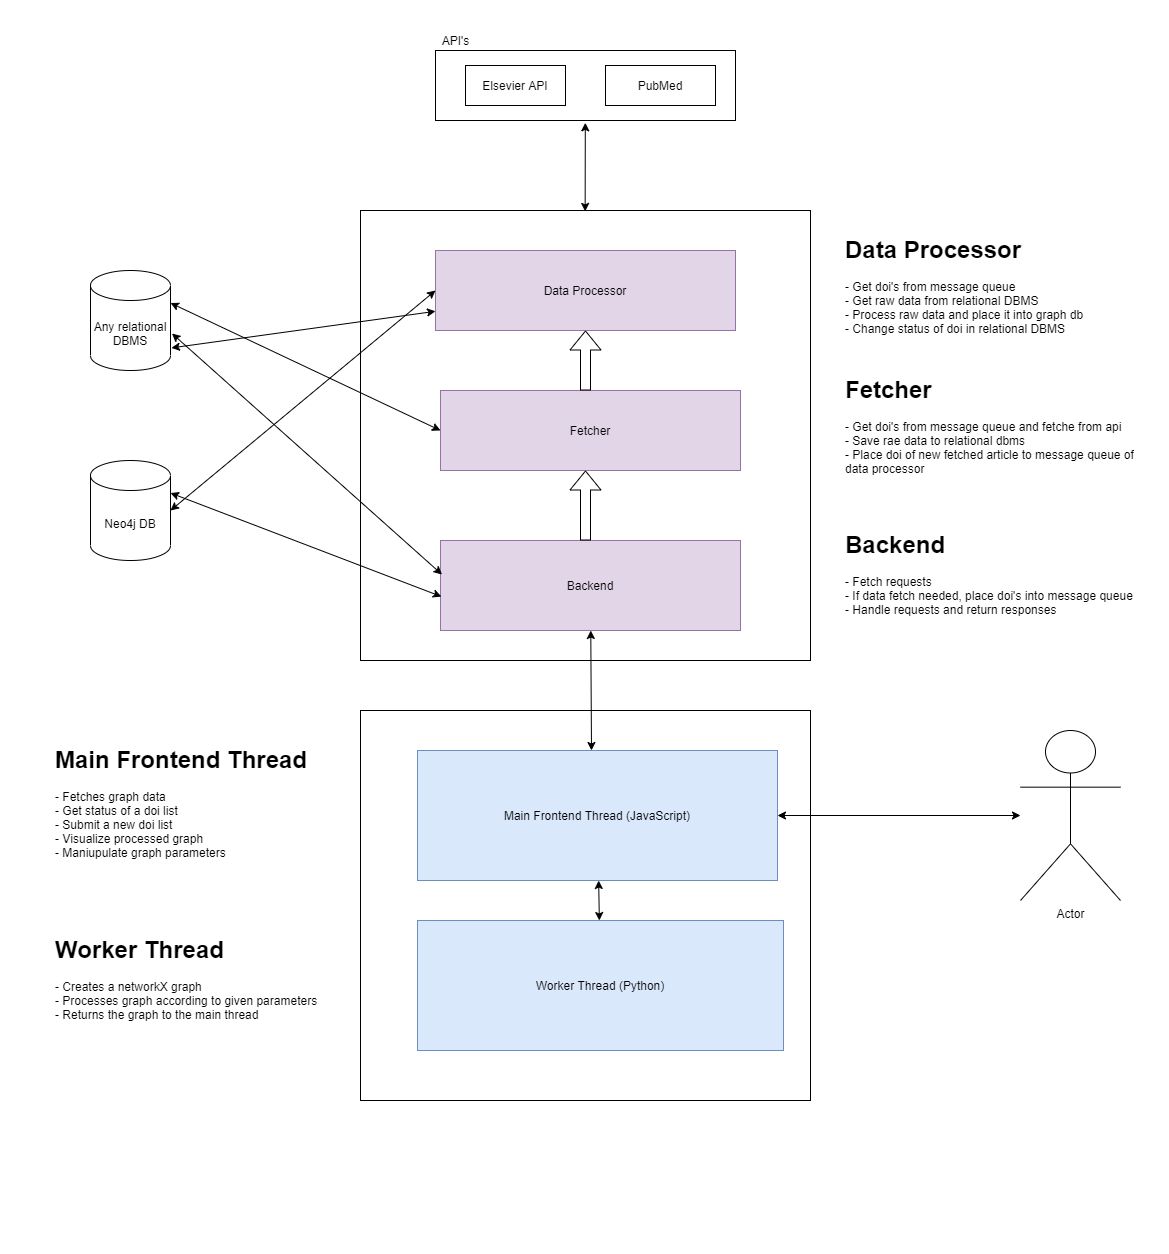 API's
Elsevier API
PubMed
Data Processor
- Get doi's from message queue
- Get raw data from relational DBMS
- Process raw data and place it into graph db
- Change status of doi in relational DBMS
Data Processor
Any relational
DBMS
Fetcher
- Get doi's from message queue and fetche from api
- Save rae data to relational dbms
- Place doi of new fetched article to message queue of
data processor
Fetcher
Neo4j DB
Backend
- Fetch requests
- If data fetch needed, place doi's into message queue
- Handle requests and return responses
Backend
Main Frontend Thread
- Fetches graph data
- Get status of a doi list
- Submit a new doi list
- Visualize processed graph
- Maniupulate graph parameters
Main Frontend Thread (JavaScript)
Actor
Worker Thread
- Creates a networkX graph
- Processes graph according to given parameters
- Returns the graph to the main thread
Worker Thread (Python)